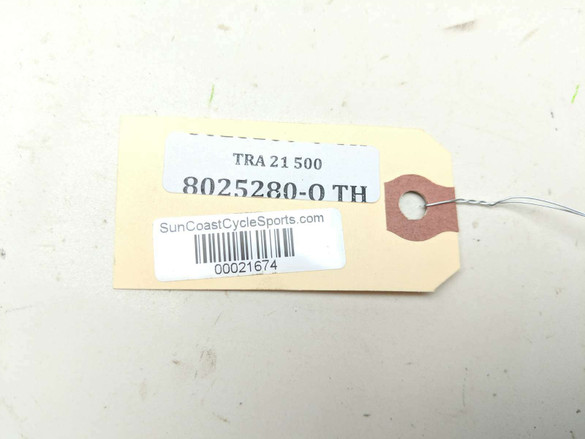 TRA 21 500
8025280-O TH
SunCoastCycleSports.com
00021674